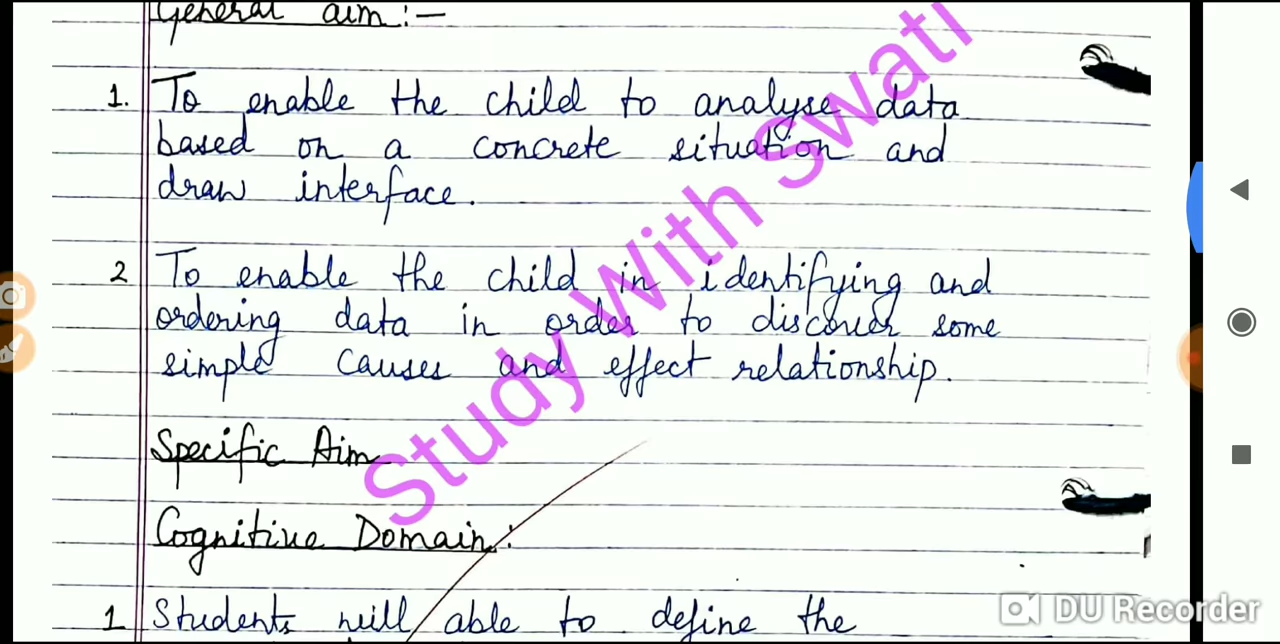 General aim:-
1. To enable the child to analyse data
based on a concrete situation and
draw interface.
2 To enable the child in identifying and
ordering data in order to discover some
simple causes and effect relationship.
Specific Aim
Cognitive Domain:
1 Students will able to define the
Study With Swati
DU Recorder